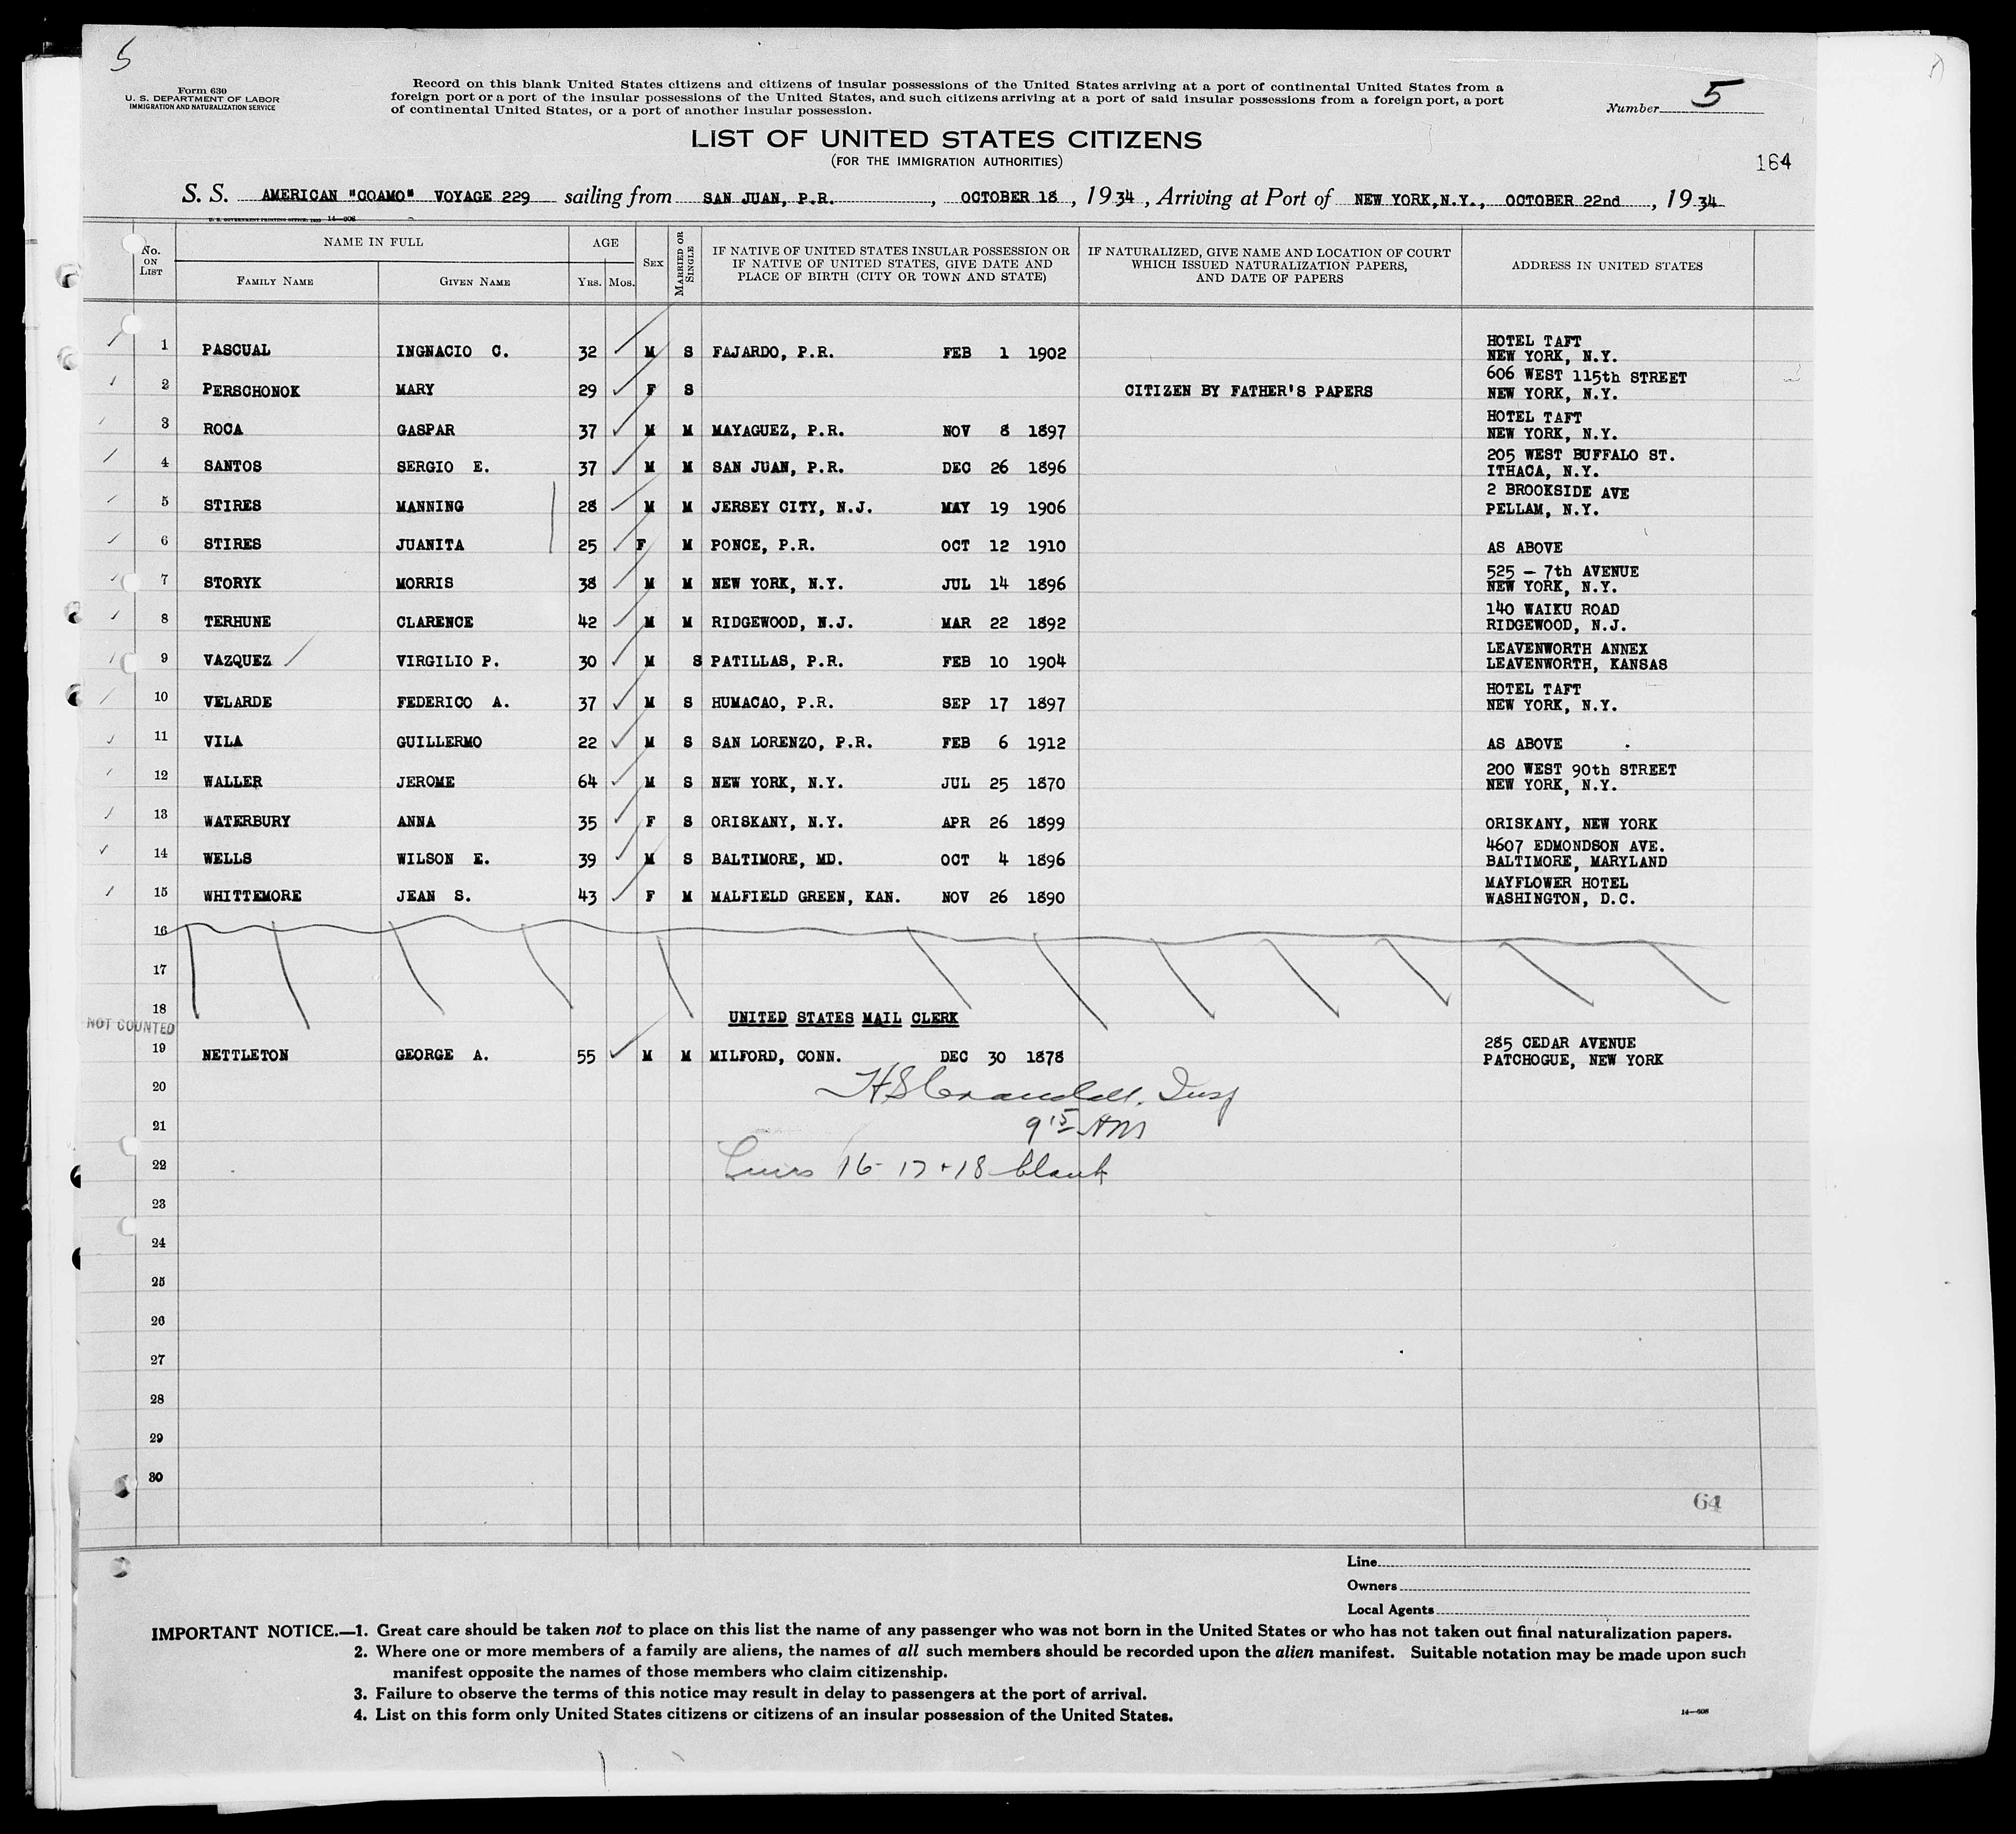 5
Form 630
U. S. DEPARTMENT OF LABOR
IMMIGRATION AND NATURALIZATION SERVICE
Record on this blank United States citizens and citizens of insular possessions of the United States arriving at a port of continental United States from a
foreign port or a port of the insular possessions of the United States, and such citizens arriving at a port of said insular possessions from a foreign port, a port
of continental United States, or a port of another insular possession.
Number 5
LIST OF UNITED STATES CITIZENS
(FOR THE IMMIGRATION AUTHORITIES)
164
S. S. AMERICAN "COAMO" VOYAGE 229 sailing from SAN JUAN, P.R. , OCTOBER 18 , 19 34 , Arriving at Port of NEW YORK,N.Y., OCTOBER 22nd , 19 34
U. S. GOVERNMENT PRINTING OFFICE: 1933 14—608
No. ON LIST
NAME IN FULL
FAMILY NAME
GIVEN NAME
AGE
YRS. MOS.
SEX
MARRIED OR SINGLE
IF NATIVE OF UNITED STATES INSULAR POSSESSION OR
IF NATIVE OF UNITED STATES, GIVE DATE AND
PLACE OF BIRTH (CITY OR TOWN AND STATE)
IF NATURALIZED, GIVE NAME AND LOCATION OF COURT
WHICH ISSUED NATURALIZATION PAPERS,
AND DATE OF PAPERS
ADDRESS IN UNITED STATES
1 PASCUAL INGNACIO C. 32 M S FAJARDO, P.R. FEB 1 1902 HOTEL TAFT
NEW YORK, N.Y.
2 PERSCHONOK MARY 29 F S CITIZEN BY FATHER'S PAPERS 606 WEST 115th STREET
NEW YORK, N.Y.
3 ROCA GASPAR 37 M M MAYAGUEZ, P.R. NOV 8 1897 HOTEL TAFT
NEW YORK, N.Y.
4 SANTOS SERGIO E. 37 M M SAN JUAN, P.R. DEC 26 1896 205 WEST BUFFALO ST.
ITHACA, N.Y.
5 STIRES MANNING 28 M M JERSEY CITY, N.J. MAY 19 1906 2 BROOKSIDE AVE
PELLAM, N.Y.
6 STIRES JUANITA 25 F M PONCE, P.R. OCT 12 1910 AS ABOVE
7 STORYK MORRIS 38 M M NEW YORK, N.Y. JUL 14 1896 525 - 7th AVENUE
NEW YORK, N.Y.
8 TERHUNE CLARENCE 42 M M RIDGEWOOD, N.J. MAR 22 1892 140 WAIKU ROAD
RIDGEWOOD, N.J.
9 VAZQUEZ VIRGILIO P. 30 M S PATILLAS, P.R. FEB 10 1904 LEAVENWORTH ANNEX
LEAVENWORTH, KANSAS
10 VELARDE FEDERICO A. 37 M S HUMACAO, P.R. SEP 17 1897 HOTEL TAFT
NEW YORK, N.Y.
11 VILA GUILLERMO 22 M S SAN LORENZO, P.R. FEB 6 1912 AS ABOVE
12 WALLER JEROME 64 M S NEW YORK, N.Y. JUL 25 1870 200 WEST 90th STREET
NEW YORK, N.Y.
13 WATERBURY ANNA 35 F S ORISKANY, N.Y. APR 26 1899 ORISKANY, NEW YORK
14 WELLS WILSON E. 39 M S BALTIMORE, MD. OCT 4 1896 4607 EDMONDSON AVE.
BALTIMORE, MARYLAND
15 WHITTEMORE JEAN S. 43 F M MALFIELD GREEN, KAN. NOV 26 1890 MAYFLOWER HOTEL
WASHINGTON, D.C.
16
17
18 UNITED STATES MAIL CLERK
NOT COUNTED
19 NETTLETON GEORGE A. 55 M M MILFORD, CONN. DEC 30 1878 285 CEDAR AVENUE
PATCHOGUE, NEW YORK
20 H S Crandall, Insp
21 9 15 AM
22 Lines 16-17+18 blank
23
24
25
26
27
28
29
30
64
Line
Owners
Local Agents
IMPORTANT NOTICE.—1. Great care should be taken not to place on this list the name of any passenger who was not born in the United States or who has not taken out final naturalization papers.
2. Where one or more members of a family are aliens, the names of all such members should be recorded upon the alien manifest. Suitable notation may be made upon such
manifest opposite the names of those members who claim citizenship.
3. Failure to observe the terms of this notice may result in delay to passengers at the port of arrival.
4. List on this form only United States citizens or citizens of an insular possession of the United States.
14—608